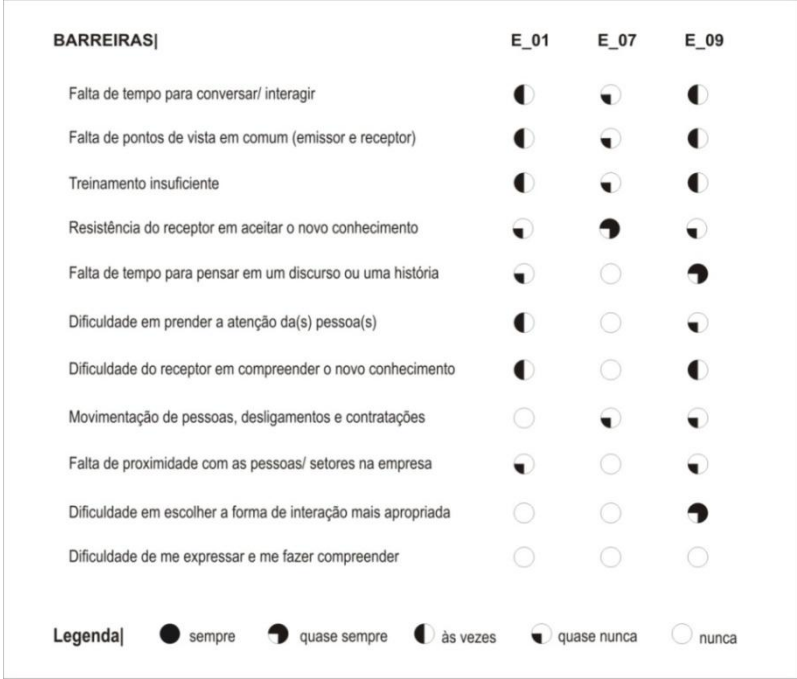 BARREIRAS| E_01 E_07 E_09
Falta de tempo para conversar/ interagir
Falta de pontos de vista em comum (emissor e receptor)
Treinamento insuficiente
Resistência do receptor em aceitar o novo conhecimento
Falta de tempo para pensar em um discurso ou uma história
Dificuldade em prender a atenção da(s) pessoa(s)
Dificuldade do receptor em compreender o novo conhecimento
Movimentação de pessoas, desligamentos e contratações
Falta de proximidade com as pessoas/ setores na empresa
Dificuldade em escolher a forma de interação mais apropriada
Dificuldade de me expressar e me fazer compreender
Legenda| sempre quase sempre às vezes quase nunca nunca